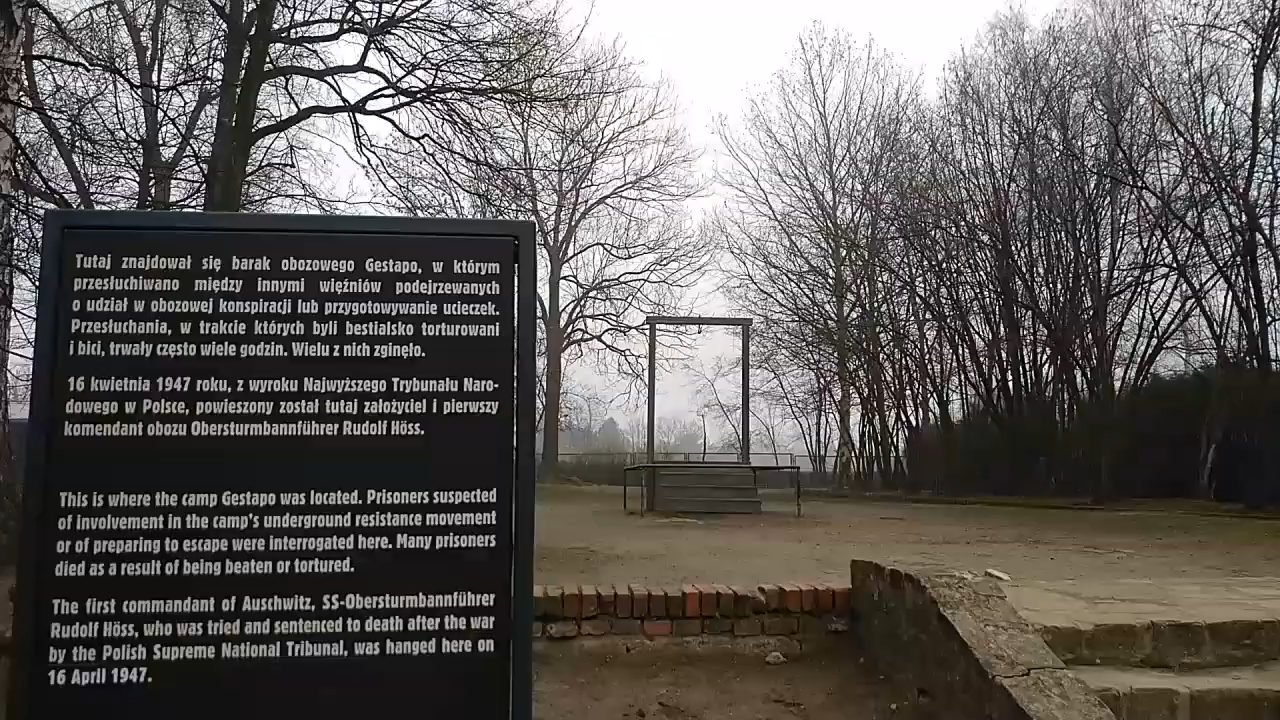 Tutaj znajdował się barak obozowego Gestapo, w którym
przesłuchiwano między innymi więźniów podejrzewanych
o udział w obozowej konspiracji lub przygotowywanie ucieczek.
Przesłuchania, w trakcie których byli bestialsko torturowani
i bici, trwały często wiele godzin. Wielu z nich zginęło.
16 kwietnia 1947 roku, z wyroku Najwyższego Trybunału Naro-
dowego w Polsce, powieszony został tutaj założyciel i pierwszy
komendant obozu Obersturmbannführer Rudolf Höss.
This is where the camp Gestapo was located. Prisoners suspected
of involvement in the camp's underground resistance movement
or of preparing to escape were interrogated here. Many prisoners
died as a result of being beaten or tortured.
The first commandant of Auschwitz, SS-Obersturmbannführer
Rudolf Höss, who was tried and sentenced to death after the war
by the Polish Supreme National Tribunal, was hanged here on
16 April 1947.